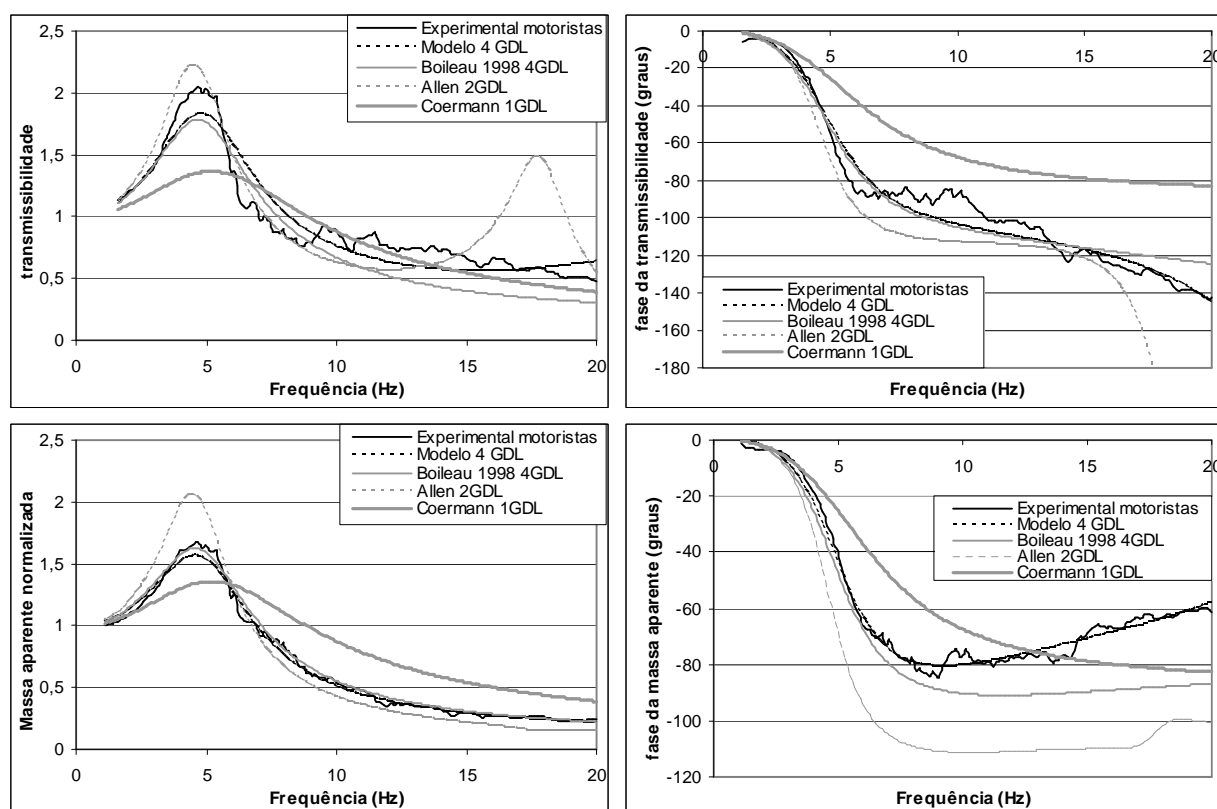 transmissibilidade
2,5
2
1,5
1
0,5
0
0 5 10 15 20
Frequência (Hz)
Experimental motoristas
Modelo 4 GDL
Boileau 1998 4GDL
Allen 2GDL
Coermann 1GDL
fase da transmissibilidade (graus)
0
-20
-40
-60
-80
-100
-120
-140
-160
-180
0 5 10 15 20
Experimental motoristas
Modelo 4 GDL
Boileau 1998 4GDL
Allen 2GDL
Coermann 1GDL
Frequência (Hz)
Massa aparente normalizada
2,5
2
1,5
1
0,5
0
0 5 10 15 20
Frequência (Hz)
Experimental motoristas
Modelo 4 GDL
Boileau 1998 4GDL
Allen 2GDL
Coermann 1GDL
fase da massa aparente (graus)
0
-20
-40
-60
-80
-100
-120
0 5 10 15 20
Experimental motoristas
Modelo 4 GDL
Boileau 1998 4GDL
Allen 2GDL
Coermann 1GDL
Frequência (Hz)